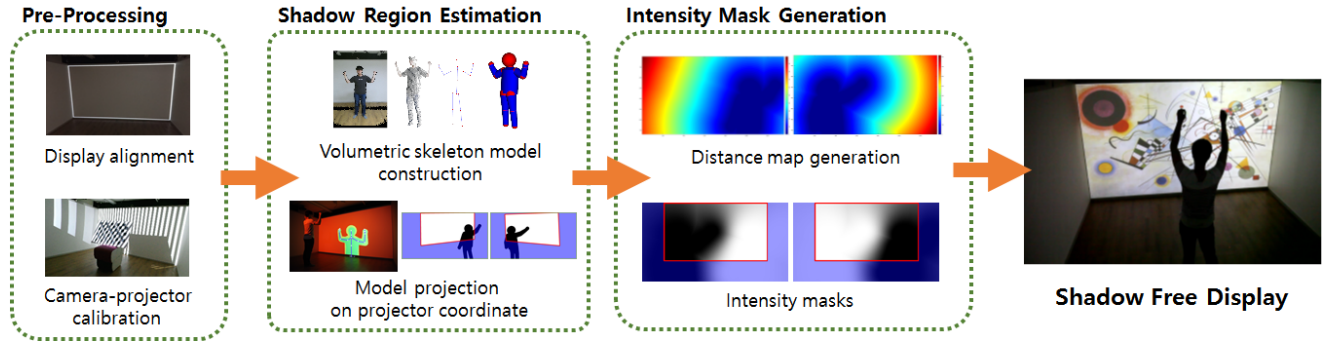 Pre-Processing
Display alignment
Camera-projector
calibration
Shadow Region Estimation
Volumetric skeleton model
construction
Model projection
on projector coordinate
Intensity Mask Generation
Distance map generation
Intensity masks
Shadow Free Display